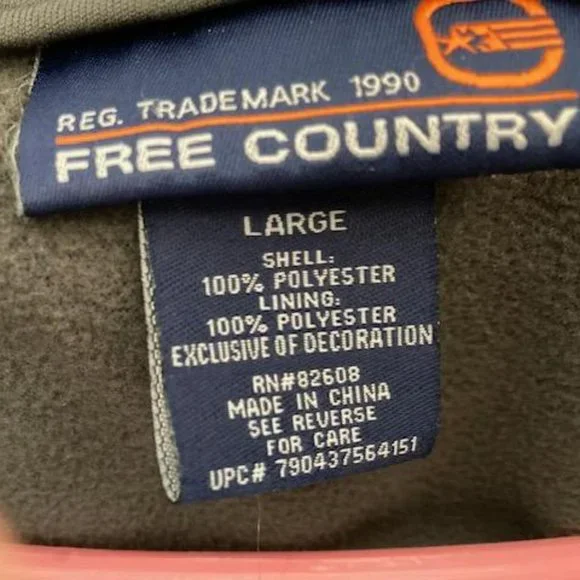 REG. TRADEMARK 1990
FREE COUNTRY
LARGE
SHELL:
100% POLYESTER
LINING:
100% POLYESTER
EXCLUSIVE OF DECORATION
RN#82608
MADE IN CHINA
SEE REVERSE
FOR CARE
UPC# 790437564151